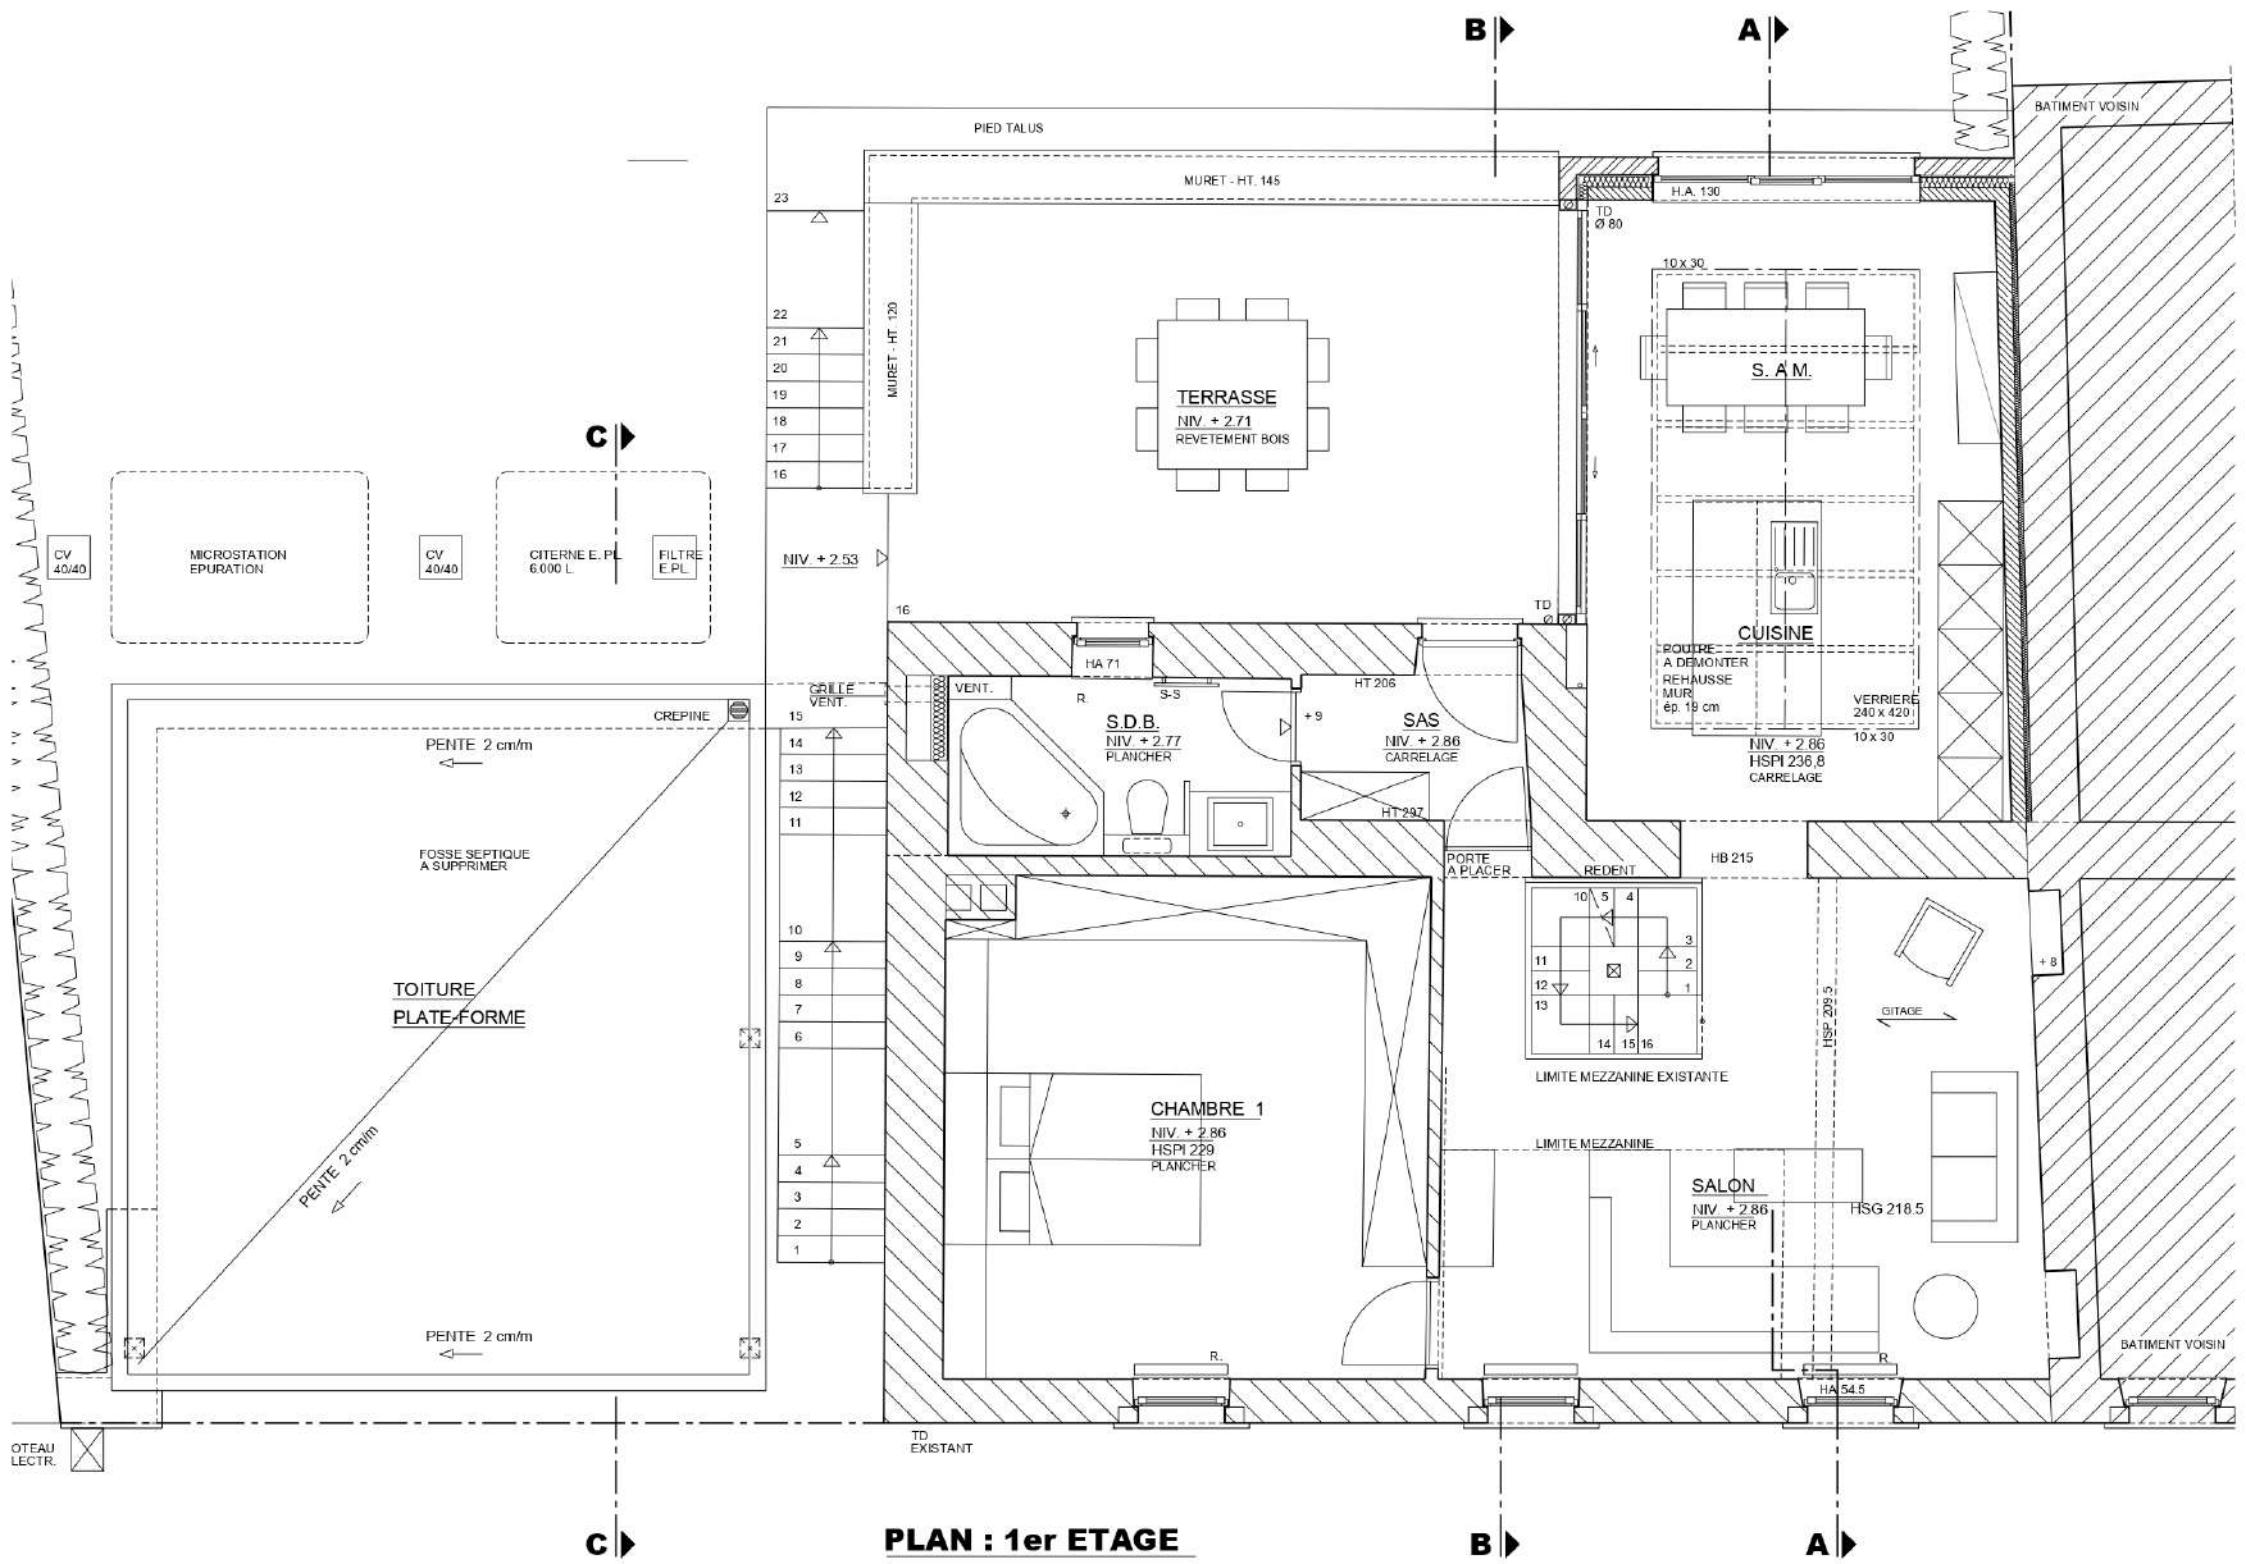 B
A
BATIMENT VOISIN
PIED TALUS
MURET - HT. 145
H.A. 130
23
TD
Ø 80
10 x 30
22
21
20
19
18
17
16
MURET - HT 120
TERRASSE
NIV. + 2.71
REVETEMENT BOIS
S. A M.
C
CV
40/40
MICROSTATION
EPURATION
CV
40/40
CITERNE E. PL
6.000 L.
FILTRE
E.PL.
NIV. + 2.53
16
TD
Ø
CUISINE
POUTRE
A DEMONTER
REHAUSSE
MUR
ép. 19 cm
VERRIERE
240 x 420
10 x 30
NIV. + 2.86
HSPI 236,8
CARRELAGE
HA 71
GRILLE
VENT.
VENT.
R.
S-S
HT 206
S.D.B.
NIV. + 2.77
PLANCHER
+ 9
SAS
NIV. + 2.86
CARRELAGE
HT 297
CREPINE
15
14
13
12
11
PENTE 2 cm/m
FOSSE SEPTIQUE
A SUPPRIMER
PORTE
A PLACER
REDENT
HB 215
10
9
8
7
6
TOITURE
PLATE-FORME
10 5 4
3
2
1
11
12
13
14 15 16
HSP 209.5
GITAGE
+ 8
LIMITE MEZZANINE EXISTANTE
5
4
3
2
1
PENTE 2 cm/m
CHAMBRE 1
NIV. + 2.86
HSPI 229
PLANCHER
LIMITE MEZZANINE
SALON
NIV. + 2.86
PLANCHER
HSG 218.5
PENTE 2 cm/m
R.
R.
HA 54.5
BATIMENT VOISIN
OTEAU
LECTR.
TD
EXISTANT
C
PLAN : 1er ETAGE
B
A